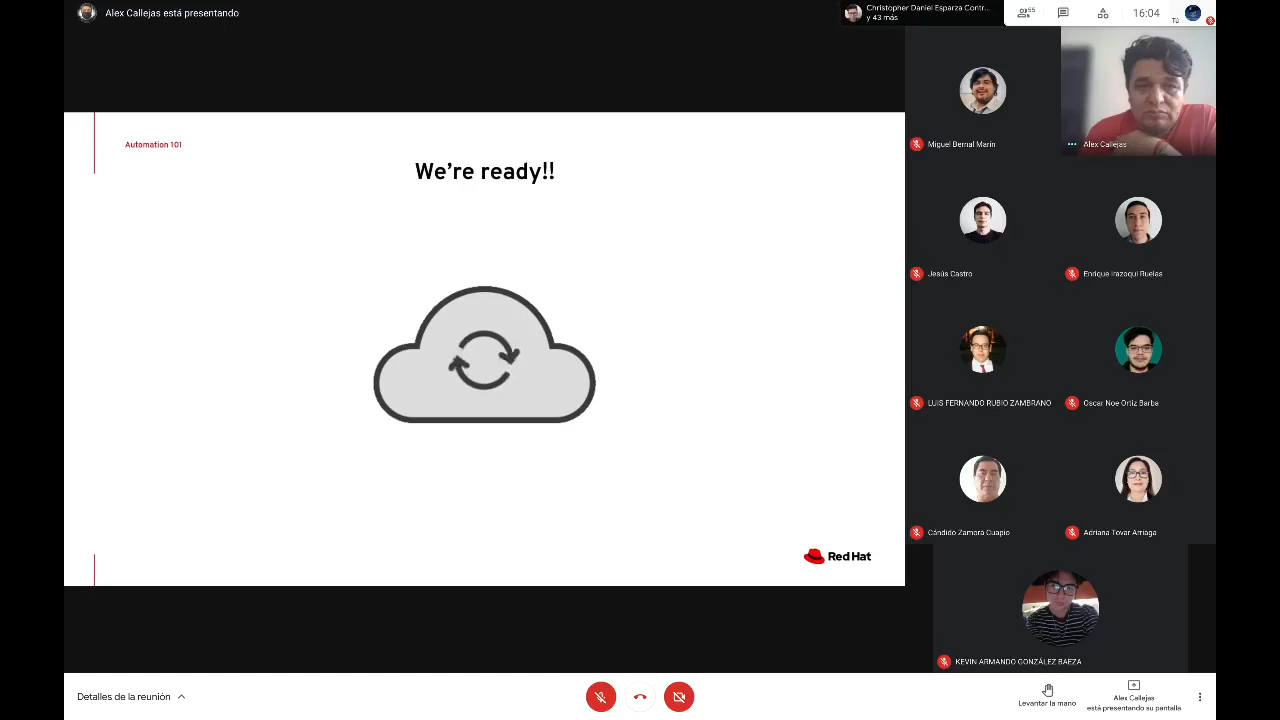 Alex Callejas está presentando
Christopher Daniel Esparza Contr...
y 43 más
55
16:04
Tú
Automation 101
We're ready!!
Red Hat
Miguel Bernal Marin
Alex Callejas
Jesús Castro
Enrique Irazoqui Ruelas
LUIS FERNANDO RUBIO ZAMBRANO
Oscar Noe Ortiz Barba
Cándido Zamora Cuapio
Adriana Tovar Arriaga
KEVIN ARMANDO GONZÁLEZ BAEZA
Detalles de la reunión
Levantar la mano
Alex Callejas
está presentando su pantalla